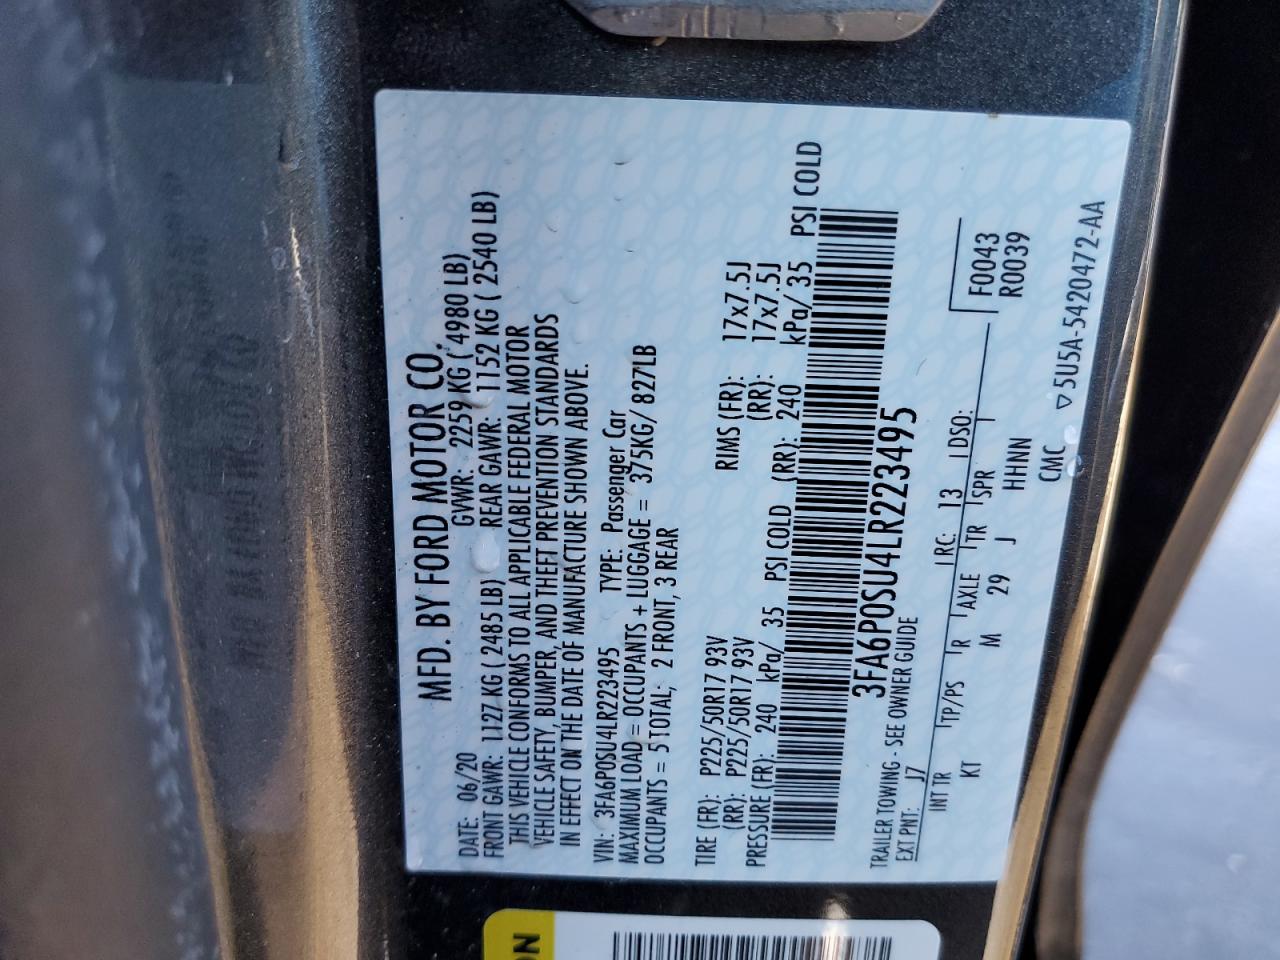 MFD. BY FORD MOTOR CO.
DATE: 06/20 GVWR: 2259 KG ( 4980 LB)
FRONT GAWR: 1127 KG ( 2485 LB) REAR GAWR: 1152 KG ( 2540 LB)
THIS VEHICLE CONFORMS TO ALL APPLICABLE FEDERAL MOTOR
VEHICLE SAFETY, BUMPER, AND THEFT PREVENTION STANDARDS
IN EFFECT ON THE DATE OF MANUFACTURE SHOWN ABOVE.
VIN: 3FA6P0SU4LR223495 TYPE: Passenger Car
MAXIMUM LOAD = OCCUPANTS + LUGGAGE = 375KG/ 827LB
OCCUPANTS = 5 TOTAL, 2 FRONT, 3 REAR
TIRE (FR): P225/50R17 93V RIMS (FR): 17x7.5J
(RR): P225/50R17 93V (RR): 17x7.5J
PRESSURE (FR): 240 kPa/ 35 PSI COLD (RR): 240 kPa/ 35 PSI COLD
3FA6P0SU4LR223495
TRAILER TOWING - SEE OWNER GUIDE
EXT PNT: J7 RC: 13 DSO: F0043
INT TR TP/PS R AXLE TR SPR R0039
KT M 29 J HHNN
CMC
▽5U5A-5420472-AA